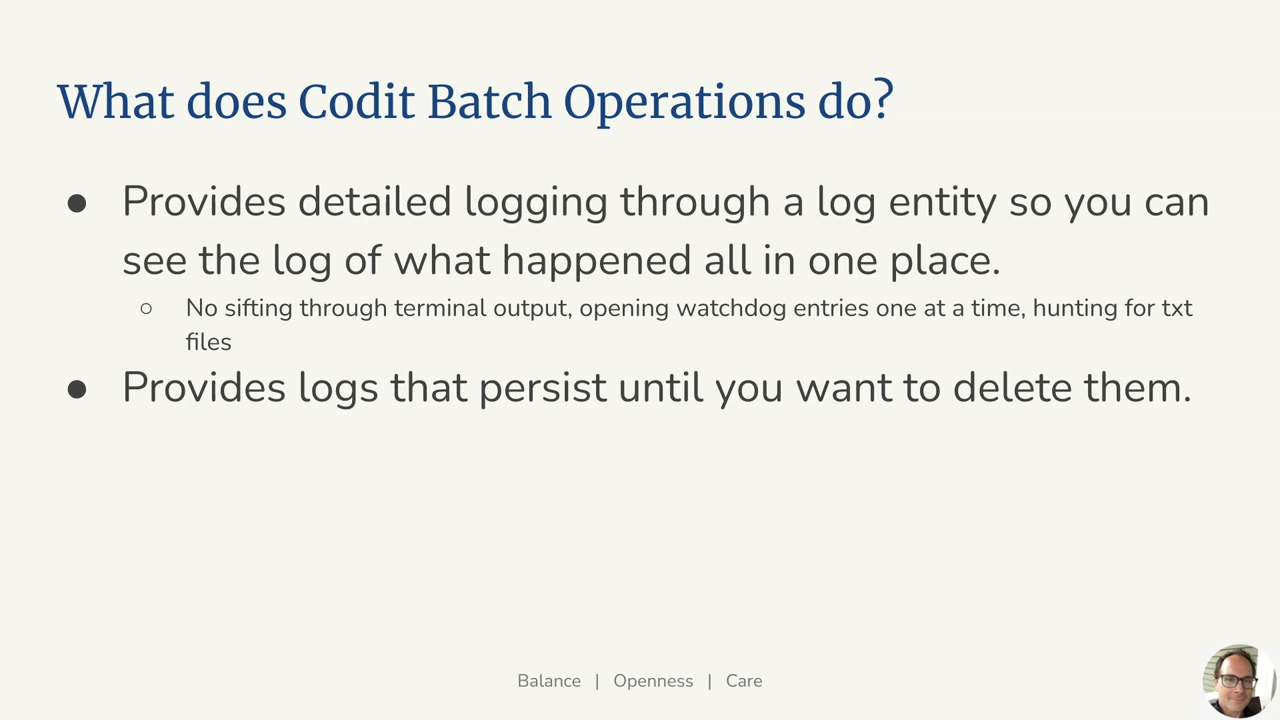 What does Codit Batch Operations do?
● Provides detailed logging through a log entity so you can
see the log of what happened all in one place.
○ No sifting through terminal output, opening watchdog entries one at a time, hunting for txt
files
● Provides logs that persist until you want to delete them.
Balance | Openness | Care